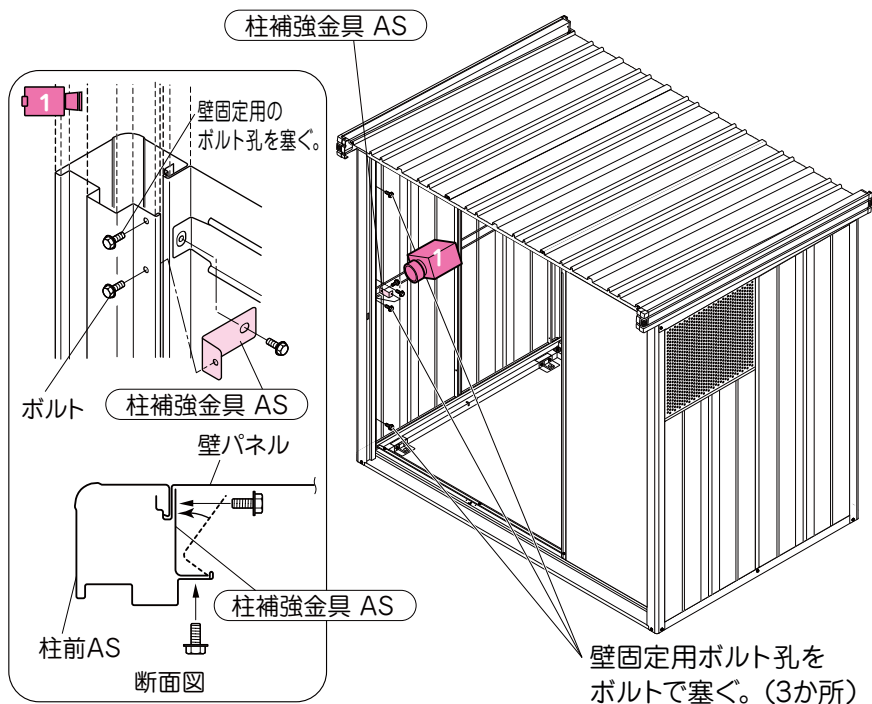 柱補強金具 AS
1
壁固定用の
ボルト孔を塞ぐ。
ボルト
柱補強金具 AS
壁パネル
柱補強金具 AS
柱前AS
断面図
1
壁固定用ボルト孔を
ボルトで塞ぐ。(3か所)